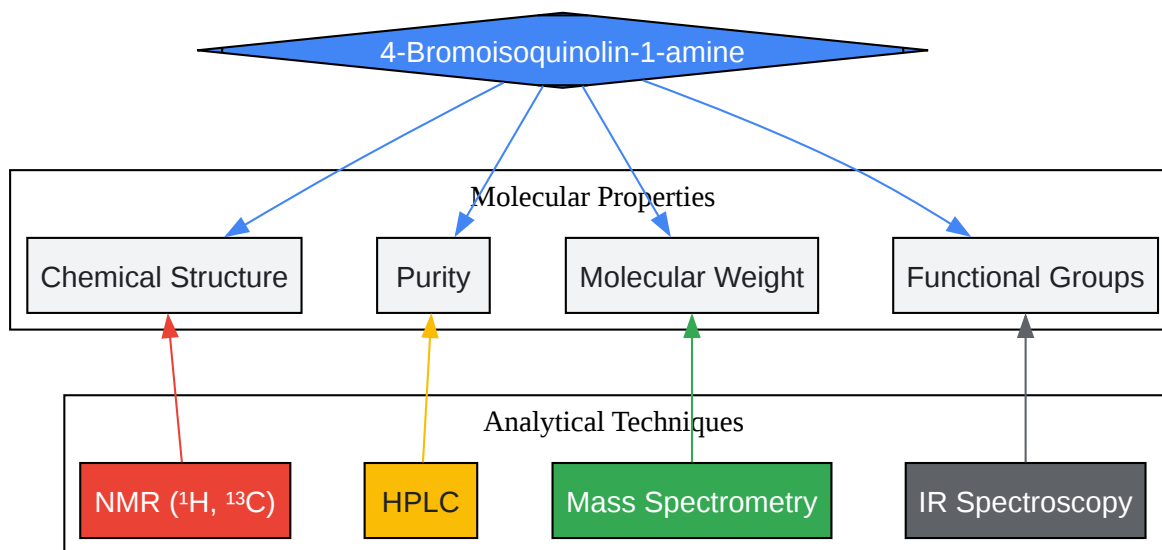 4-Bromoisoquinolin-1-amine
Molecular Properties
Chemical Structure
Purity
Molecular Weight
Functional Groups
Analytical Techniques
NMR (¹H, ¹³C)
HPLC
Mass Spectrometry
IR Spectroscopy